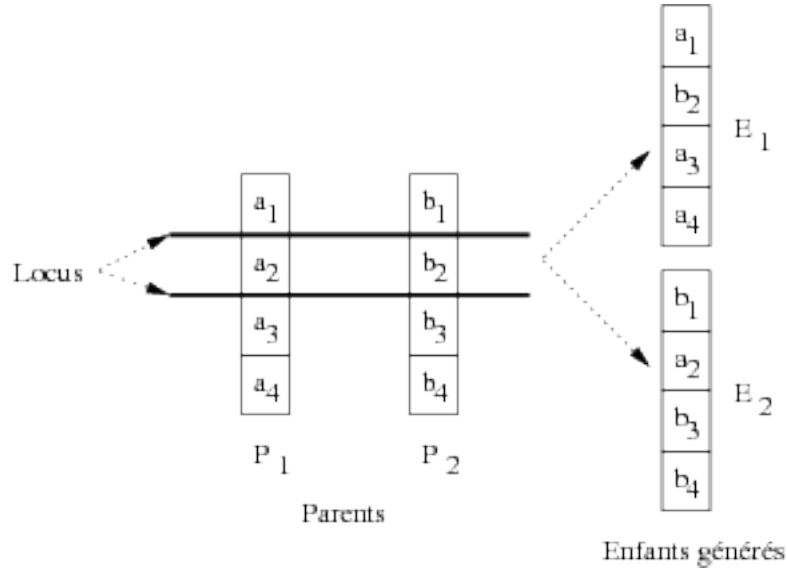 Locus
a1
a2
a3
a4
P1
b1
b2
b3
b4
P2
Parents
a1
b2
a3
a4
E1
b1
a2
b3
b4
E2
Enfants générés